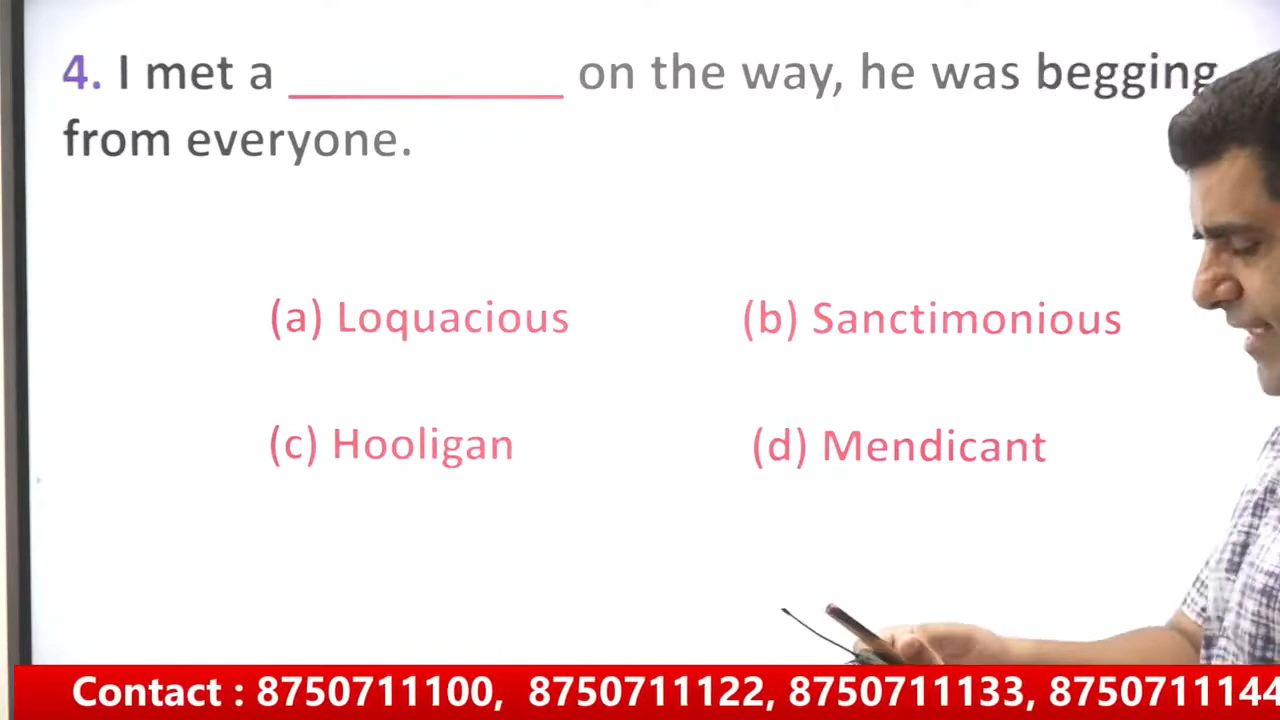 4. I met a __________ on the way, he was begging
from everyone.
(a) Loquacious (b) Sanctimonious
(c) Hooligan (d) Mendicant
Contact : 8750711100, 8750711122, 8750711133, 8750711144